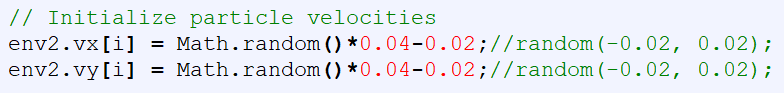 // Initialize particle velocities
env2.vx[i] = Math.random()*0.04-0.02;//random(-0.02, 0.02);
env2.vy[i] = Math.random()*0.04-0.02;//random(-0.02, 0.02);